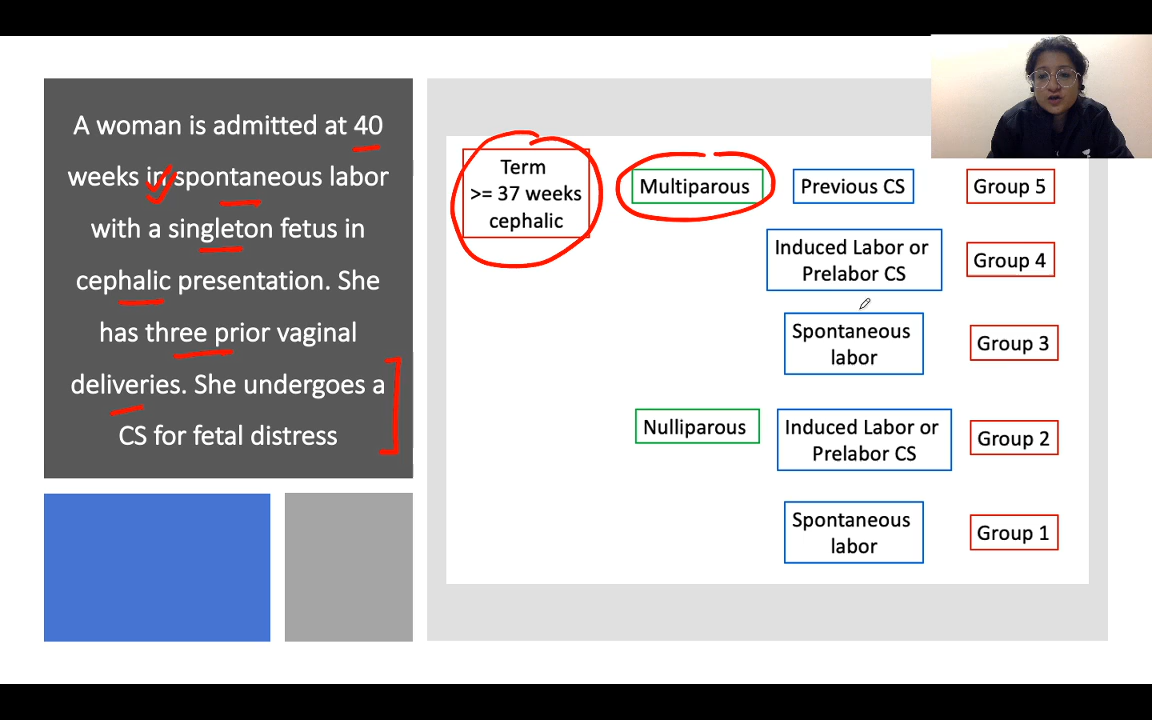 A woman is admitted at 40
weeks in spontaneous labor
with a singleton fetus in
cephalic presentation. She
has three prior vaginal
deliveries. She undergoes a
CS for fetal distress
Term
>= 37 weeks
cephalic
Multiparous
Previous CS
Group 5
Induced Labor or
Prelabor CS
Group 4
Spontaneous
labor
Group 3
Nulliparous
Induced Labor or
Prelabor CS
Group 2
Spontaneous
labor
Group 1